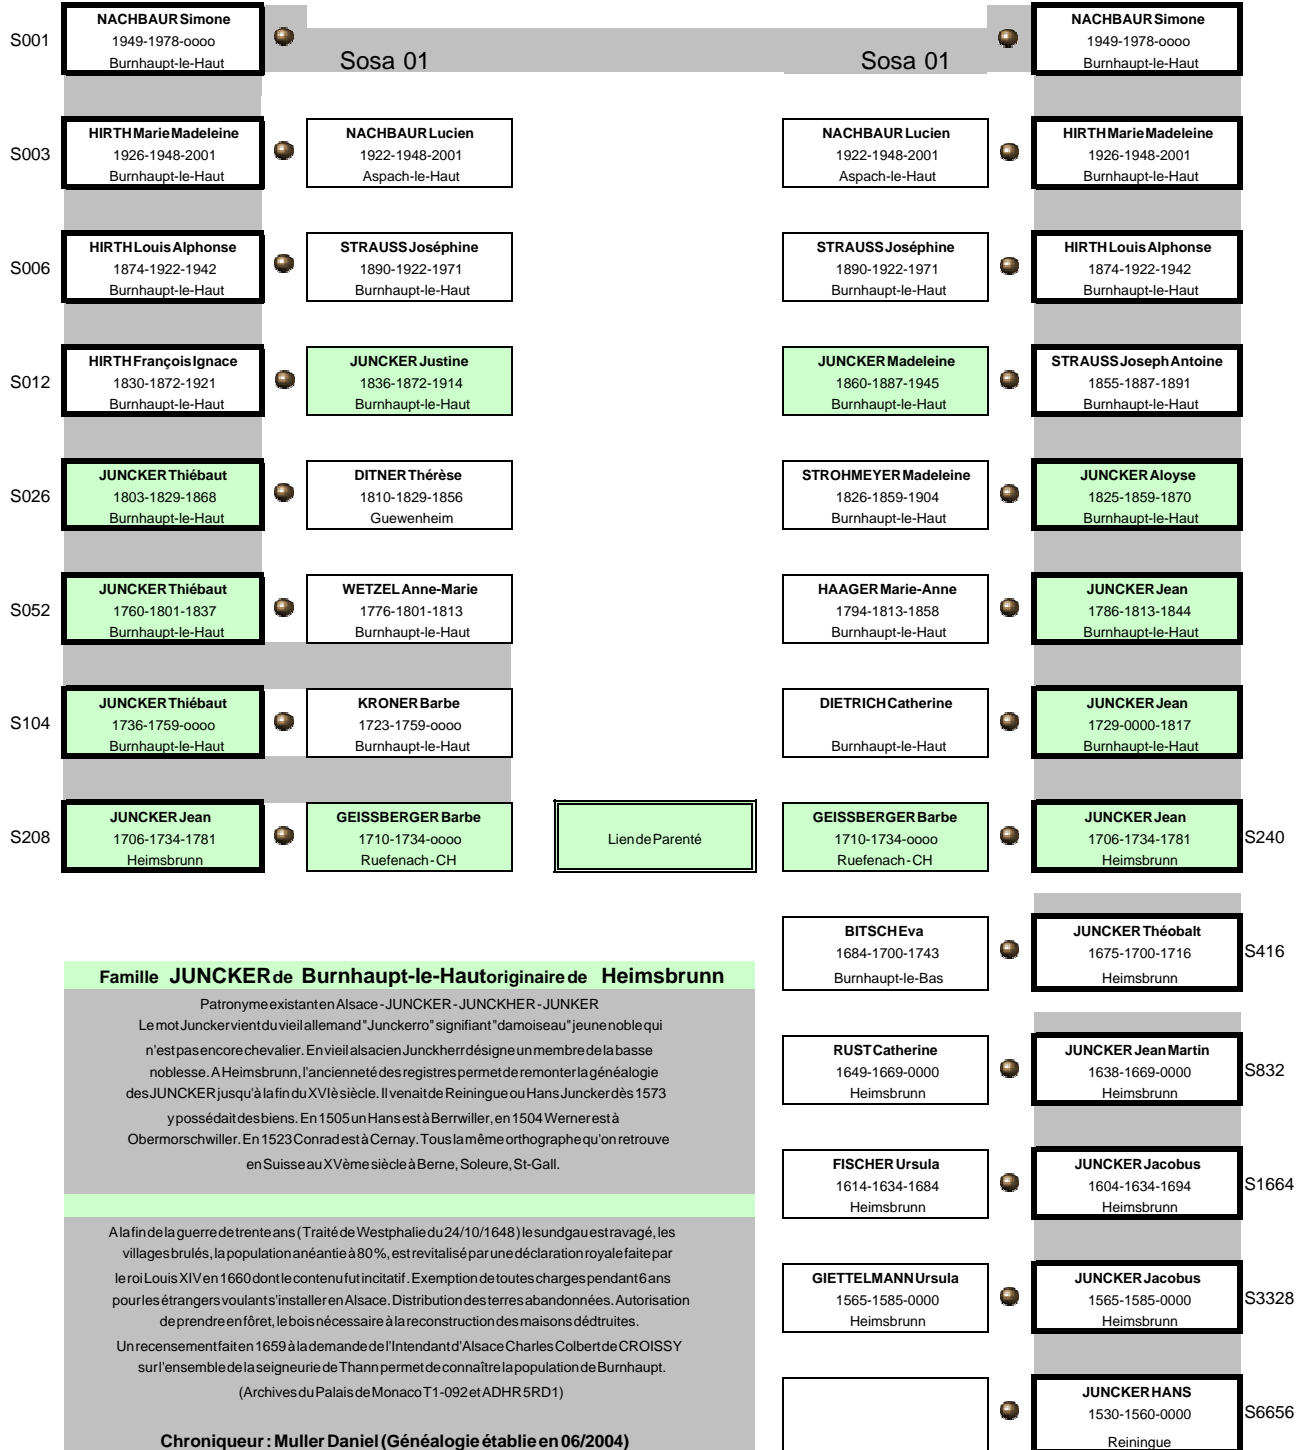 NACHBAUR Simone
1949-1978-oooo
Burnhaupt-le-Haut
S001
Sosa 01
Sosa 01
NACHBAUR Simone
1949-1978-oooo
Burnhaupt-le-Haut
S003
HIRTH Marie Madeleine
1926-1948-2001
Burnhaupt-le-Haut
NACHBAUR Lucien
1922-1948-2001
Aspach-le-Haut
NACHBAUR Lucien
1922-1948-2001
Aspach-le-Haut
HIRTH Marie Madeleine
1926-1948-2001
Burnhaupt-le-Haut
S006
HIRTH Louis Alphonse
1874-1922-1942
Burnhaupt-le-Haut
STRAUSS Joséphine
1890-1922-1971
Burnhaupt-le-Haut
STRAUSS Joséphine
1890-1922-1971
Burnhaupt-le-Haut
HIRTH Louis Alphonse
1874-1922-1942
Burnhaupt-le-Haut
S012
HIRTH François Ignace
1830-1872-1921
Burnhaupt-le-Haut
JUNCKER Justine
1836-1872-1914
Burnhaupt-le-Haut
JUNCKER Madeleine
1860-1887-1945
Burnhaupt-le-Haut
STRAUSS Joseph Antoine
1855-1887-1891
Burnhaupt-le-Haut
S026
JUNCKER Thiébaut
1803-1829-1868
Burnhaupt-le-Haut
DITNER Thérèse
1810-1829-1856
Guewenheim
STROHMEYER Madeleine
1826-1859-1904
Burnhaupt-le-Haut
JUNCKER Aloyse
1825-1859-1870
Burnhaupt-le-Haut
S052
JUNCKER Thiébaut
1760-1801-1837
Burnhaupt-le-Haut
WETZEL Anne-Marie
1776-1801-1813
Burnhaupt-le-Haut
HAAGER Marie-Anne
1794-1813-1858
Burnhaupt-le-Haut
JUNCKER Jean
1786-1813-1844
Burnhaupt-le-Haut
S104
JUNCKER Thiébaut
1736-1759-oooo
Burnhaupt-le-Haut
KRONER Barbe
1723-1759-oooo
Burnhaupt-le-Haut
DIETRICH Catherine
Burnhaupt-le-Haut
JUNCKER Jean
1729-0000-1817
Burnhaupt-le-Haut
S208
JUNCKER Jean
1706-1734-1781
Heimsbrunn
GEISSBERGER Barbe
1710-1734-oooo
Ruefenach-CH
Lien de Parenté
GEISSBERGER Barbe
1710-1734-oooo
Ruefenach-CH
JUNCKER Jean
1706-1734-1781
Heimsbrunn
S240
BITSCH Eva
1684-1700-1743
Burnhaupt-le-Bas
JUNCKER Théobalt
1675-1700-1716
Heimsbrunn
S416
RUST Catherine
1649-1669-0000
Heimsbrunn
JUNCKER Jean Martin
1638-1669-0000
Heimsbrunn
S832
FISCHER Ursula
1614-1634-1684
Heimsbrunn
JUNCKER Jacobus
1604-1634-1694
Heimsbrunn
S1664
GIETTELMANN Ursula
1565-1585-0000
Heimsbrunn
JUNCKER Jacobus
1565-1585-0000
Heimsbrunn
S3328
JUNCKER HANS
1530-1560-0000
Reiningue
S6656
Famille JUNCKER de Burnhaupt-le-Haut originaire de Heimsbrunn
Patronyme existant en Alsace - JUNCKER - JUNCKHER - JUNKER
Le mot Juncker vient du vieil allemand "Junckerro" signifiant "damoiseau" jeune noble qui
n'est pas encore chevalier. En vieil alsacien Junckherr désigne un membre de la basse
noblesse. A Heimsbrunn, l'ancienneté des registres permet de remonter la généalogie
des JUNCKER jusqu'à la fin du XVIè siècle. Il venait de Reiningue ou Hans Juncker dès 1573
y possédait des biens. En 1505 un Hans est à Berrwiller, en 1504 Werner est à
Obermorschwiller. En 1523 Conrad est à Cernay. Tous la même orthographe qu'on retrouve
en Suisse au XVème siècle à Berne, Soleure, St-Gall.
A la fin de la guerre de trente ans (Traité de Westphalie du 24/10/1648) le sundgau est ravagé, les
villages brulés, la population anéantie à 80%, est revitalisé par une déclaration royale faite par
le roi Louis XIV en 1660 dont le contenu fut incitatif. Exemption de toutes charges pendant 6 ans
pour les étrangers voulant s'installer en Alsace. Distribution des terres abandonnées. Autorisation
de prendre en fôret, le bois nécessaire à la reconstruction des maisons dédtruites.
Un recensement fait en 1659 à la demande de l'Intendant d'Alsace Charles Colbert de CROISSY
sur l'ensemble de la seigneurie de Thann permet de connaître la population de Burnhaupt.
(Archives du Palais de Monaco T1-092 et ADHR 5RD1)
Chroniqueur : Muller Daniel (Généalogie établie en 06/2004)